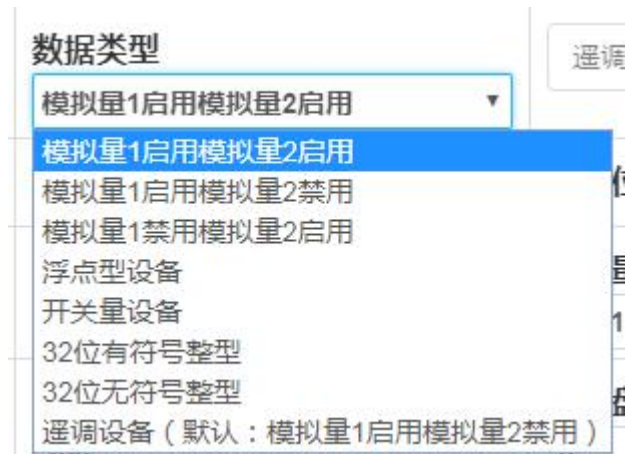 数据类型
遥调
模拟量1启用模拟量2启用
模拟量1启用模拟量2启用
模拟量1启用模拟量2禁用
模拟量1禁用模拟量2启用
浮点型设备
开关量设备
1
32位有符号整型
32位无符号整型
遥调设备（默认：模拟量1启用模拟量2禁用）